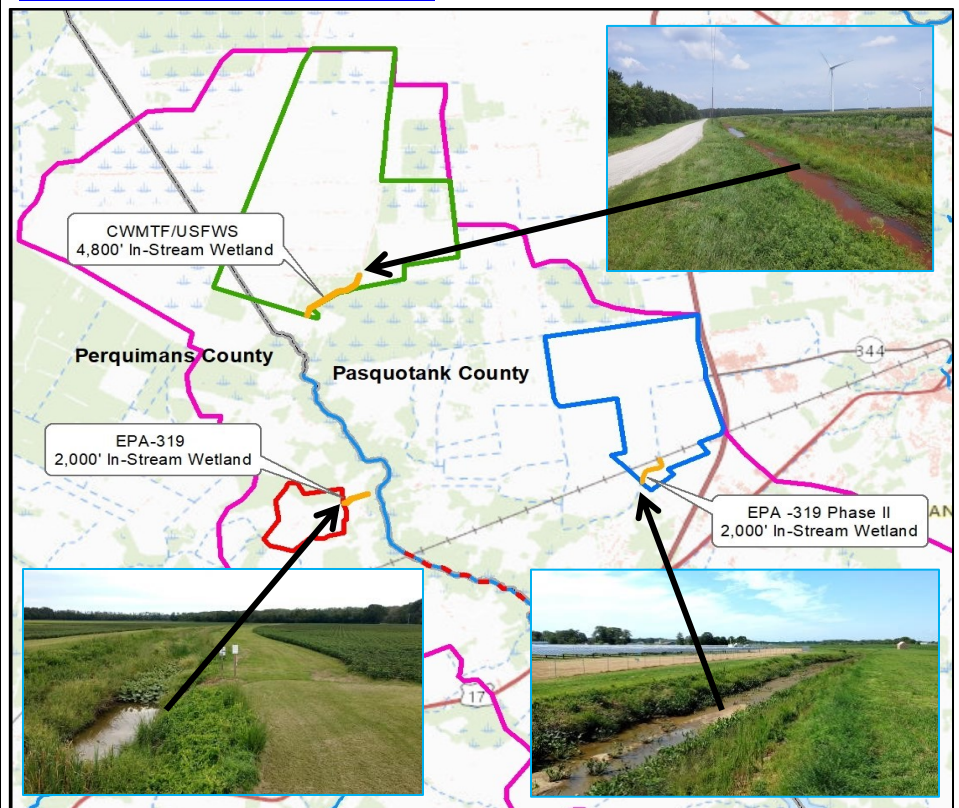 CWMTF/USFWS
4,800' In-Stream Wetland
Perquimans County
Pasquotank County
344
EPA-319
2,000' In-Stream Wetland
EPA -319 Phase II
2,000' In-Stream Wetland
AN
17